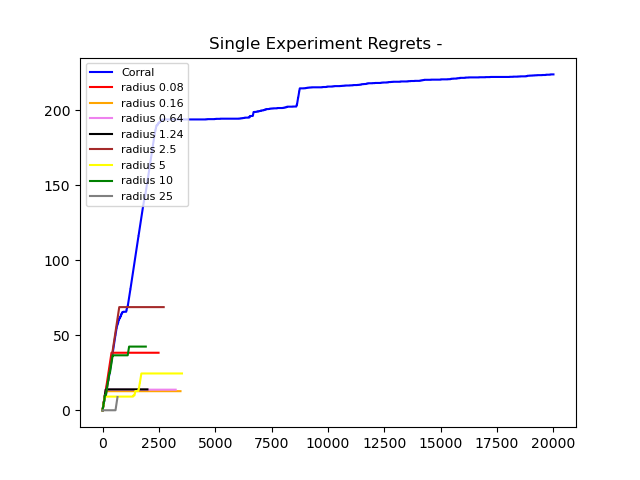 Single Experiment Regrets -
Corral
radius 0.08
radius 0.16
radius 0.64
radius 1.24
radius 2.5
radius 5
radius 10
radius 25
200
150
100
50
0
0 2500 5000 7500 10000 12500 15000 17500 20000